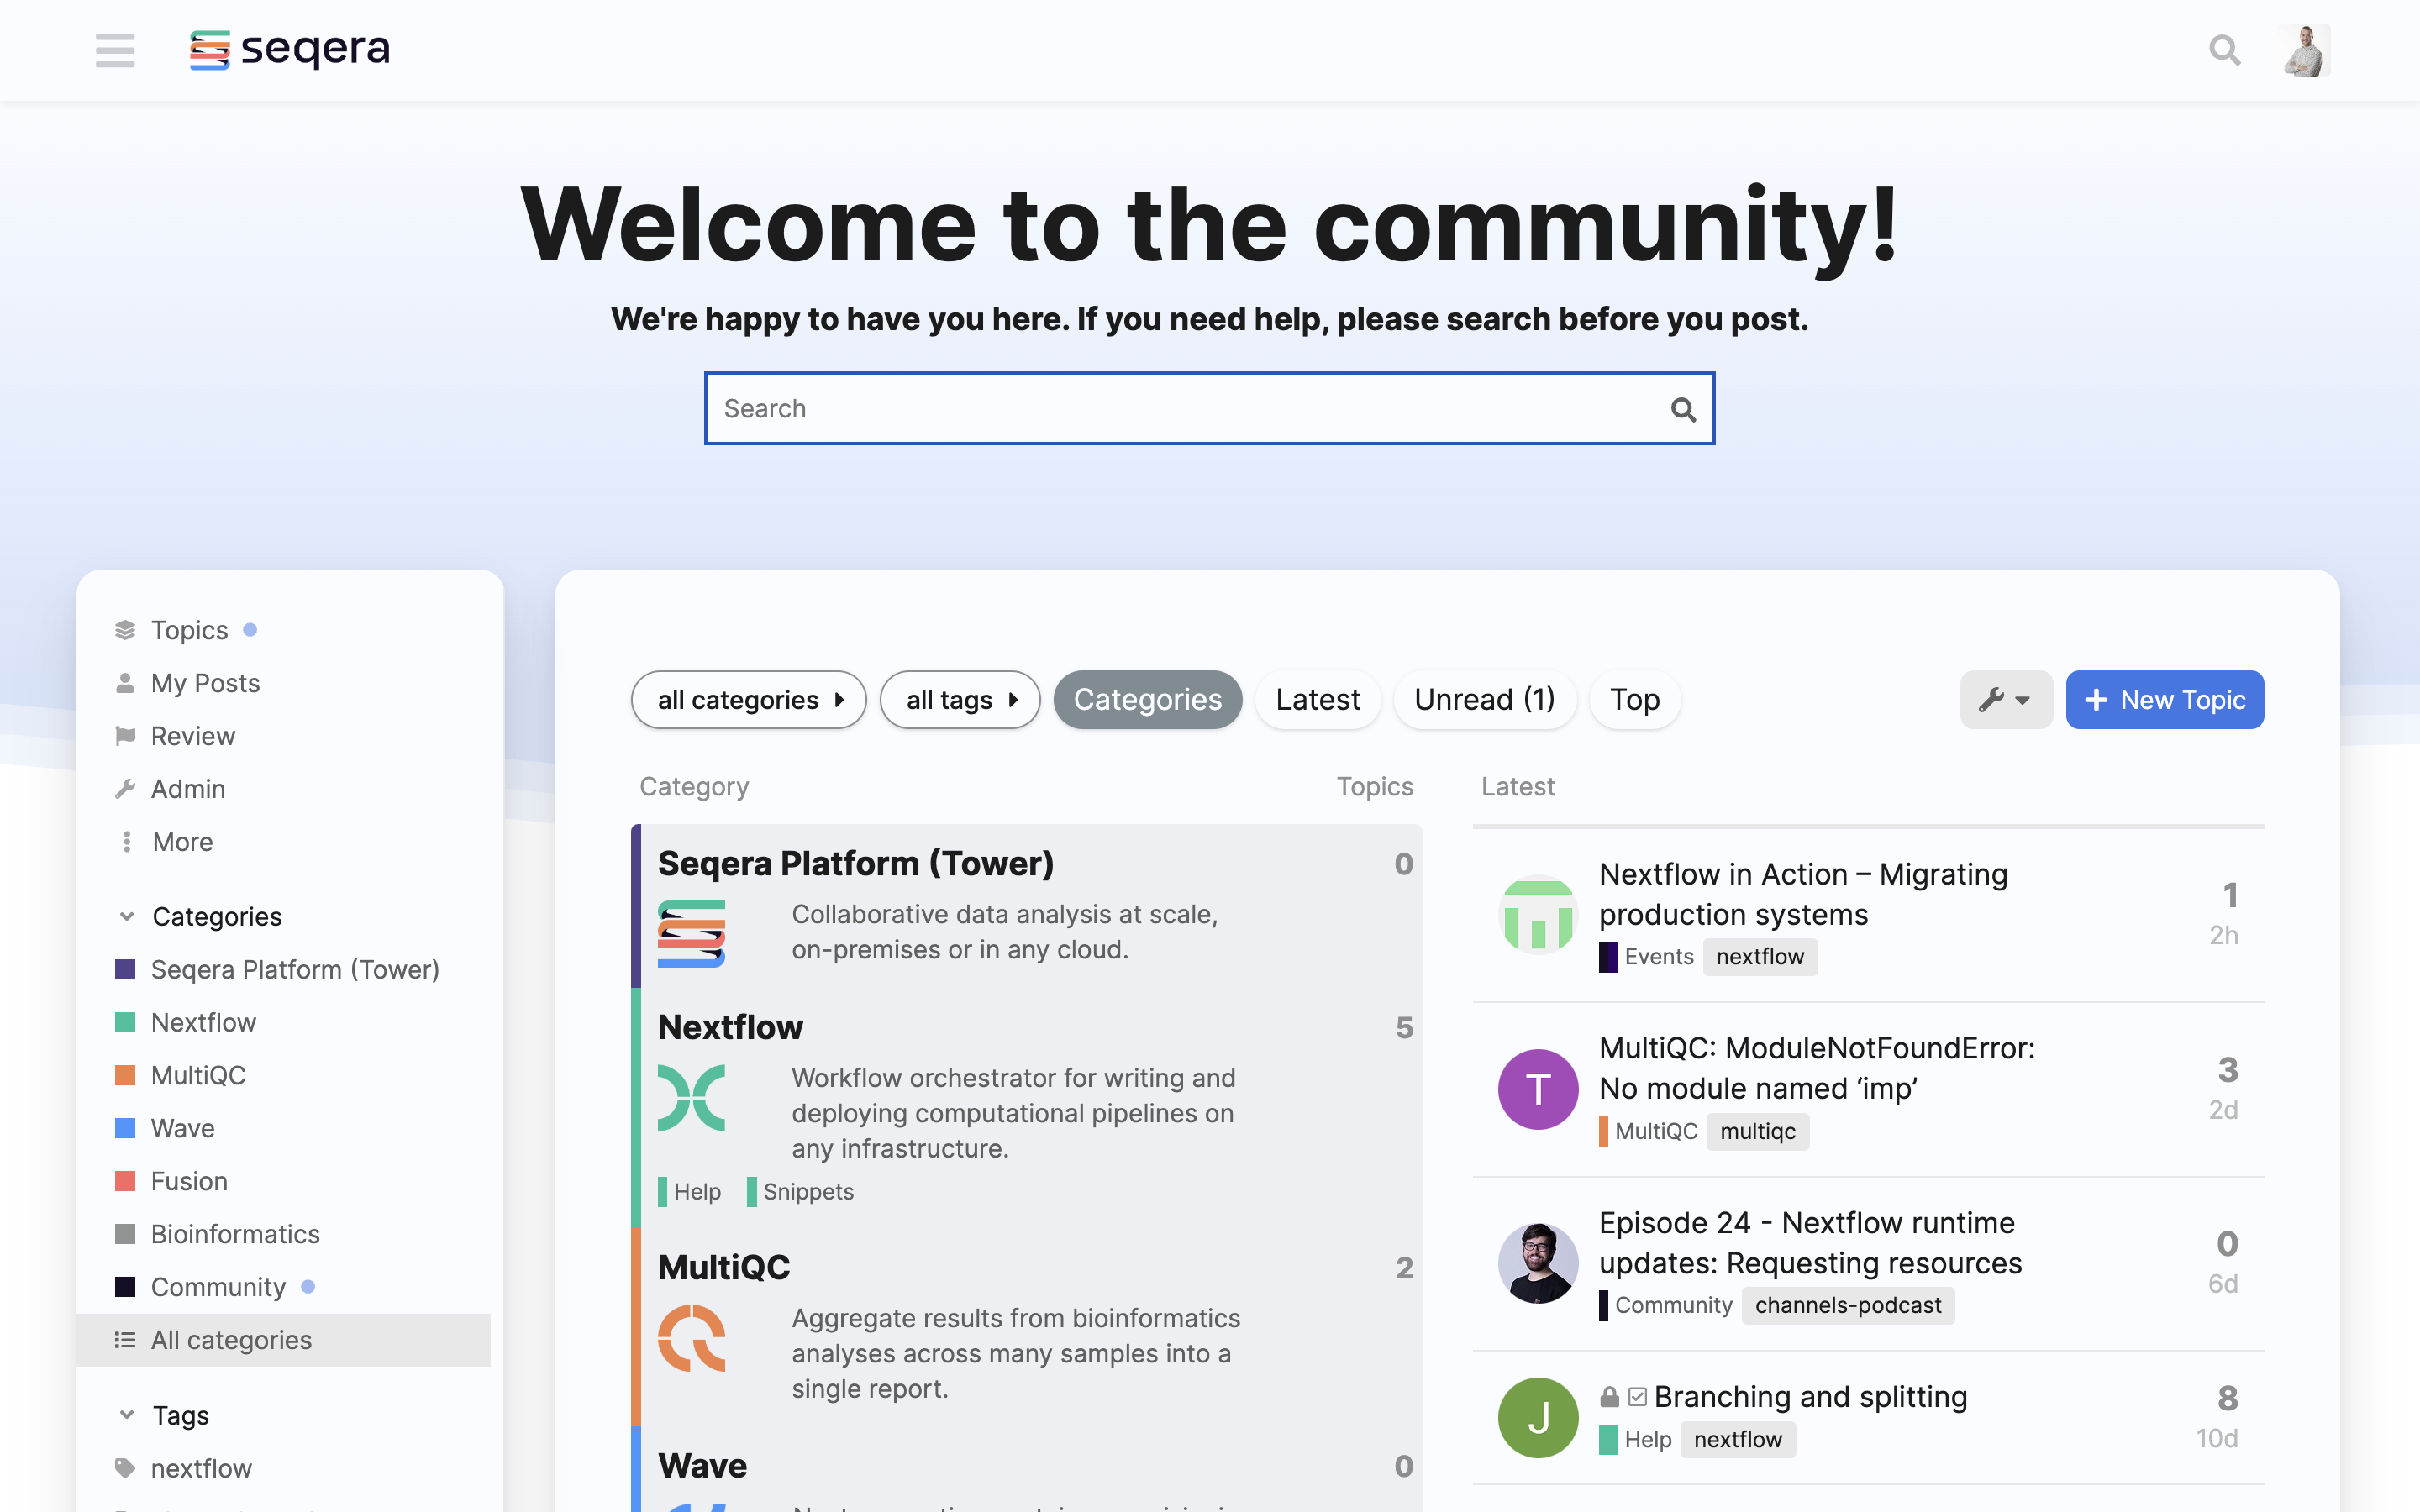 seqera
Welcome to the community!
We're happy to have you here. If you need help, please search before you post.
Search
Topics
My Posts
Review
Admin
More
Categories
Seqera Platform (Tower)
Nextflow
MultiQC
Wave
Fusion
Bioinformatics
Community
All categories
Tags
nextflow
all categories
all tags
Categories
Latest
Unread (1)
Top
New Topic
Category
Topics
Seqera Platform (Tower)
0
Collaborative data analysis at scale,
on-premises or in any cloud.
Nextflow
5
Workflow orchestrator for writing and
deploying computational pipelines on
any infrastructure.
Help
Snippets
MultiQC
2
Aggregate results from bioinformatics
analyses across many samples into a
single report.
Wave
0
Latest
Nextflow in Action – Migrating
production systems
Events
nextflow
1
2h
T
MultiQC: ModuleNotFoundError:
No module named ‘imp’
MultiQC
multiqc
3
2d
Episode 24 - Nextflow runtime
updates: Requesting resources
Community
channels-podcast
0
6d
J
Branching and splitting
Help
nextflow
8
10d